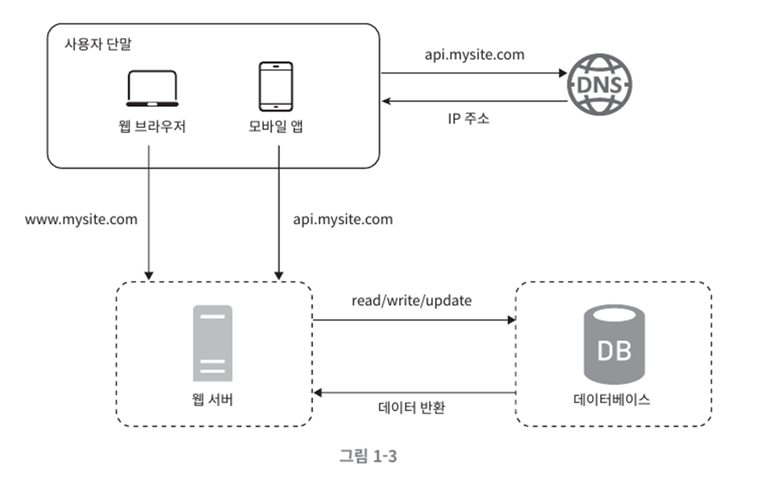 사용자 단말
웹 브라우저
모바일 앱
api.mysite.com
DNS
IP 주소
www.mysite.com
api.mysite.com
웹 서버
read/write/update
데이터 반환
DB
데이터베이스
그림 1-3